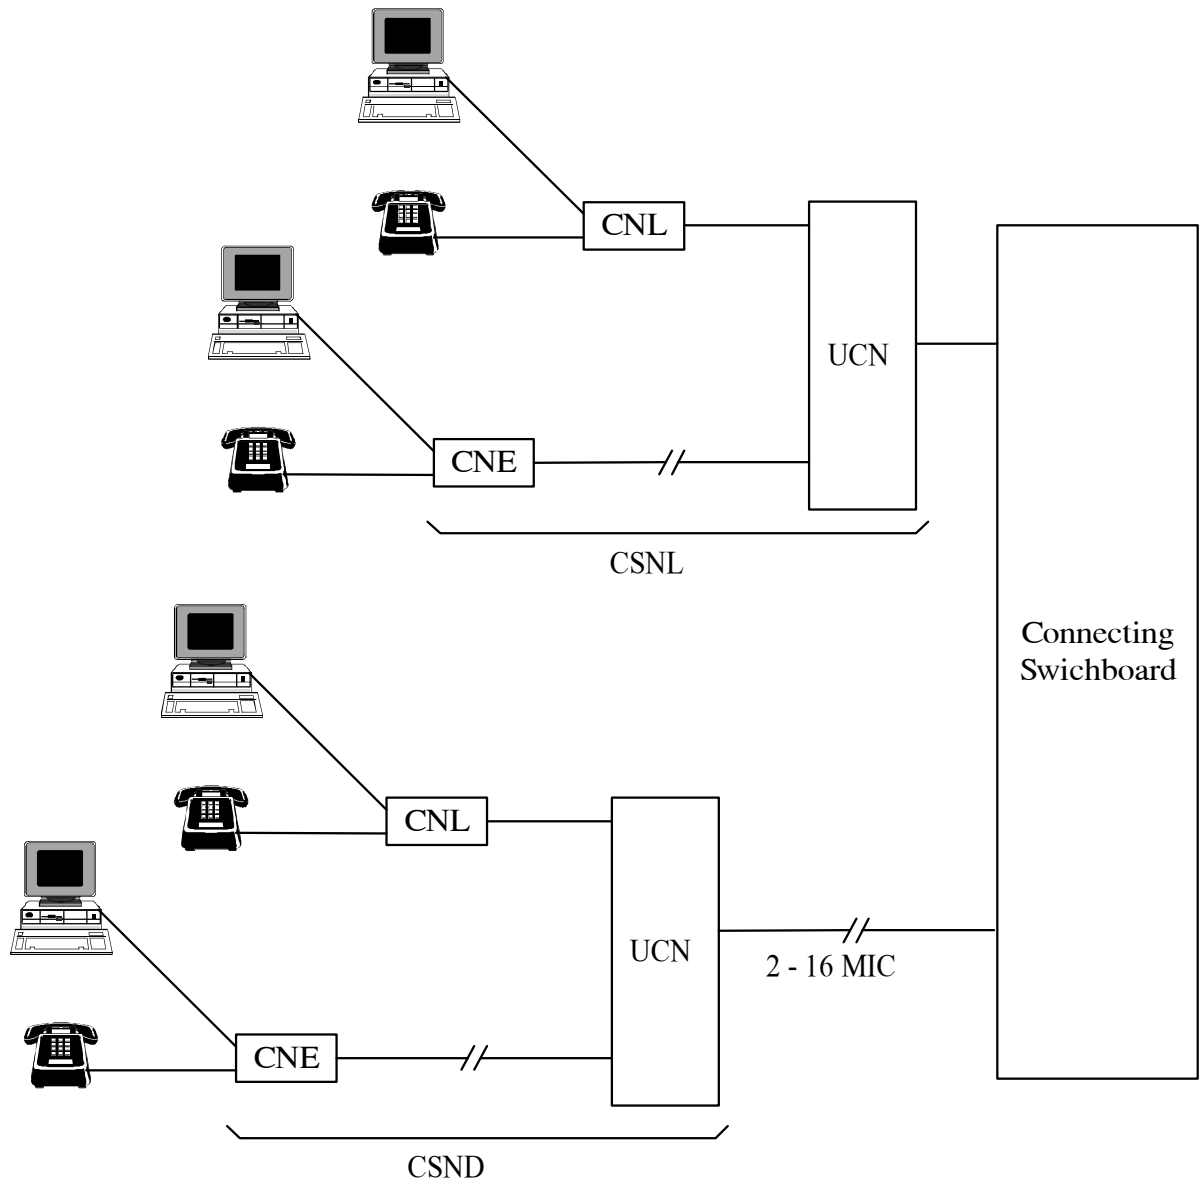 CNL
UCN
CNE
CSNL
Connecting
Swichboard
CNL
UCN
2 - 16 MIC
CNE
CSND